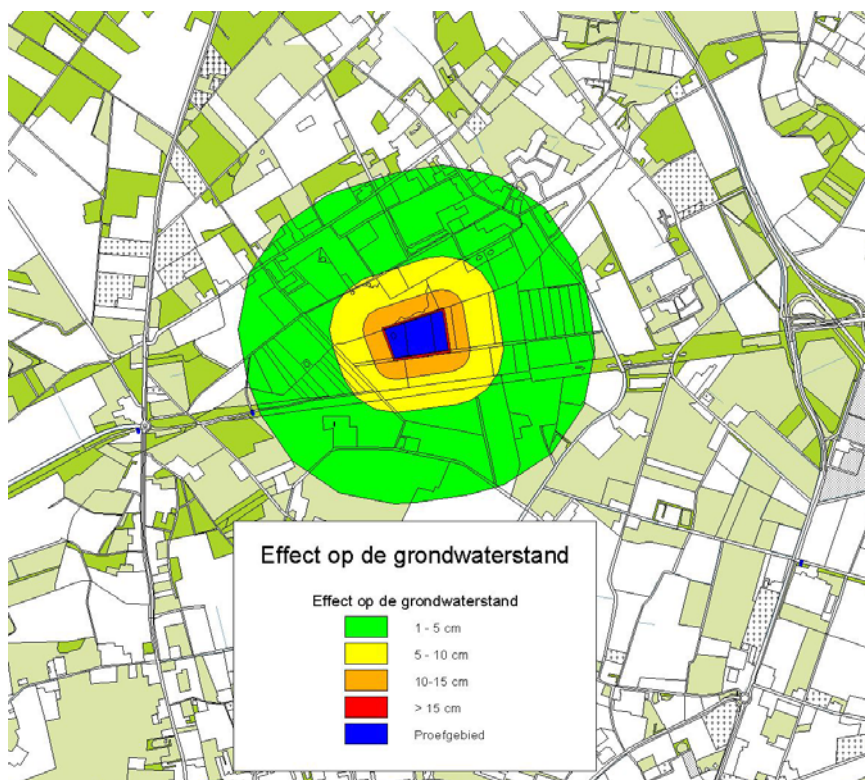 Effect op de grondwaterstand
Effect op de grondwaterstand
1 - 5 cm
5 - 10 cm
10-15 cm
> 15 cm
Proefgebied